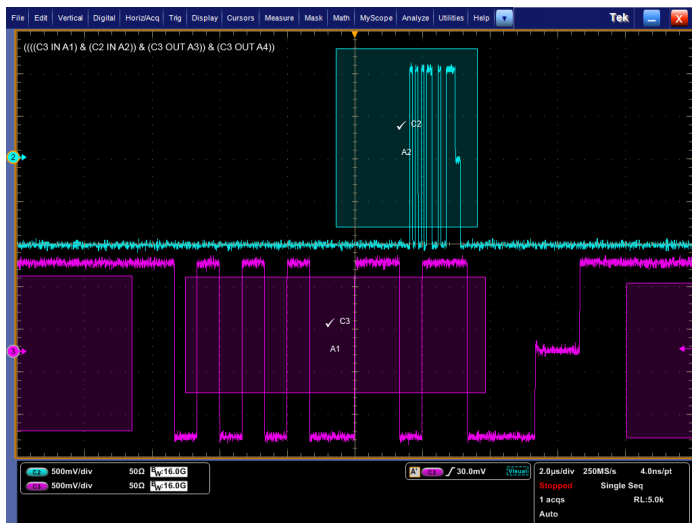 File Edit Vertical Digital Horiz/Acq Trig Display Cursors Measure Mask Math MyScope Analyze Utilities Help Tek X
((((C3 IN A1) & (C2 IN A2)) & (C3 OUT A3)) & (C3 OUT A4))
C2
A2
2
C3
A1
3
C2 500mV/div 50Ω BW:16.0G
C3 500mV/div 50Ω BW:16.0G
A' C3 30.0mV Visual
2.0µs/div 250MS/s 4.0ns/pt
Stopped Single Seq
1 acqs RL:5.0k
Auto